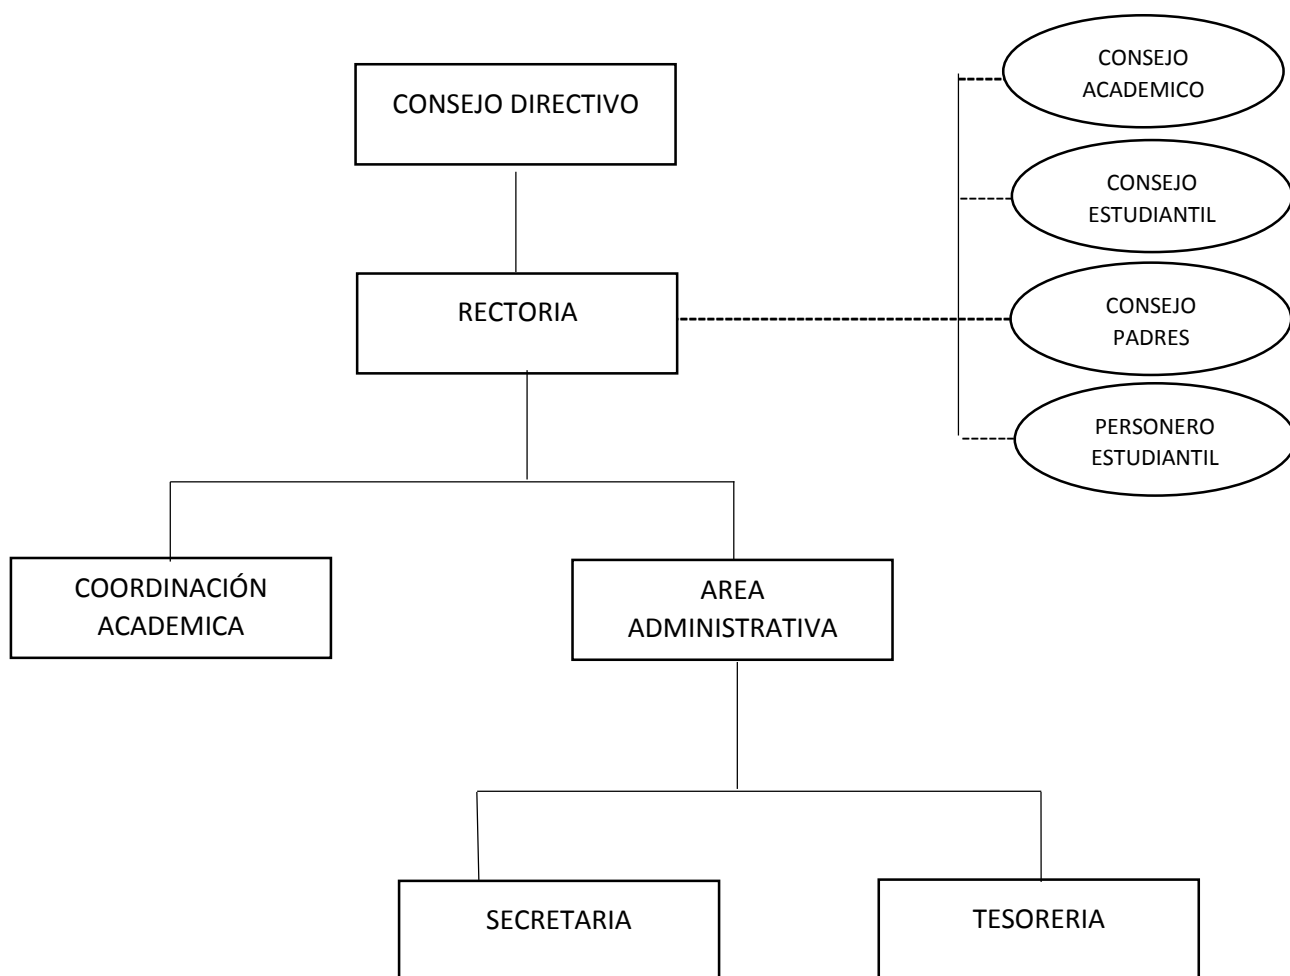 CONSEJO DIRECTIVO
CONSEJO
ACADEMICO
CONSEJO
ESTUDIANTIL
RECTORIA
CONSEJO
PADRES
PERSONERO
ESTUDIANTIL
COORDINACIÓN
ACADEMICA
AREA
ADMINISTRATIVA
SECRETARIA
TESORERIA